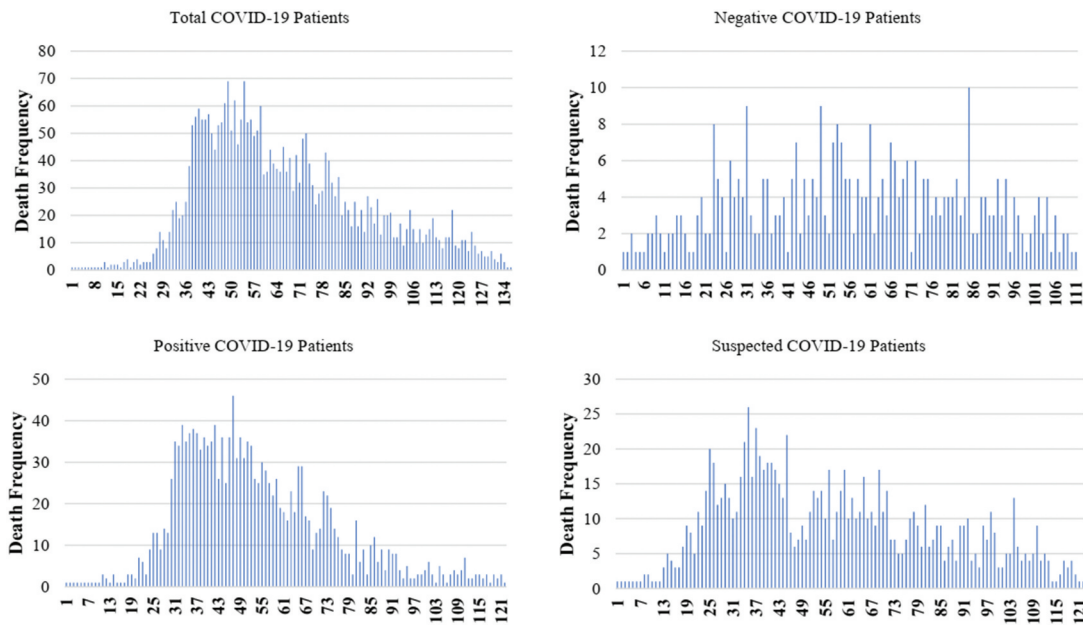 Total COVID-19 Patients
Death Frequency
80
70
60
50
40
30
20
10
0
1 8 15 22 29 36 43 50 57 64 71 78 85 92 99 106 113 120 127 134
Negative COVID-19 Patients
Death Frequency
12
10
8
6
4
2
0
1 6 11 16 21 26 31 36 41 46 51 56 61 66 71 76 81 86 91 96 101 106 111
Positive COVID-19 Patients
Death Frequency
50
40
30
20
10
0
1 7 13 19 25 31 37 43 49 55 61 67 73 79 85 91 97 103 109 115 121
Suspected COVID-19 Patients
Death Frequency
30
25
20
15
10
5
0
1 7 13 19 25 31 37 43 49 55 61 67 73 79 85 91 97 103 109 115 121